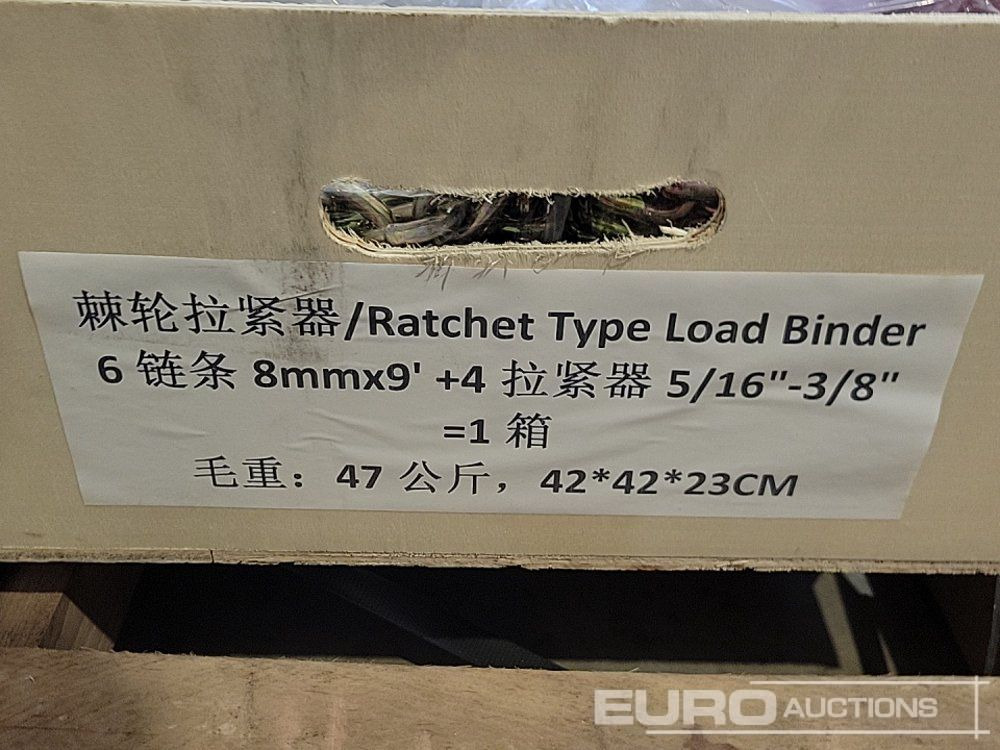 棘轮拉紧器/Ratchet Type Load Binder
6 链条 8mmx9' +4 拉紧器 5/16"-3/8"
=1 箱
毛重：47 公斤，42*42*23CM
EURO AUCTIONS